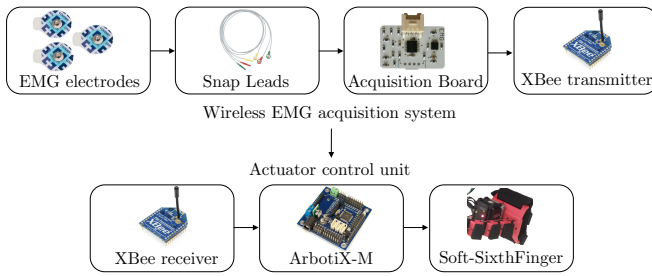 EMG electrodes
Snap Leads
Acquisition Board
XBee transmitter
Wireless EMG acquisition system
Actuator control unit
XBee receiver
ArbotiX-M
Soft-SixthFinger